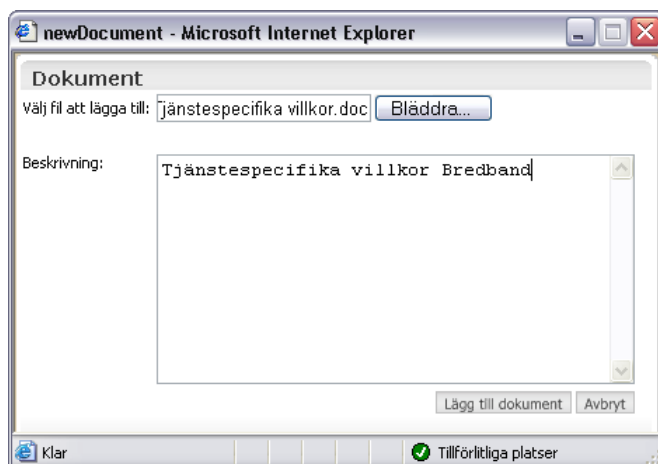 newDocument - Microsoft Internet Explorer
Dokument
Välj fil att lägga till: Tjänstespecifika villkor.doc Bläddra...
Beskrivning: Tjänstespecifika villkor Bredband
Lägg till dokument Avbryt
Klar Tillförlitliga platser